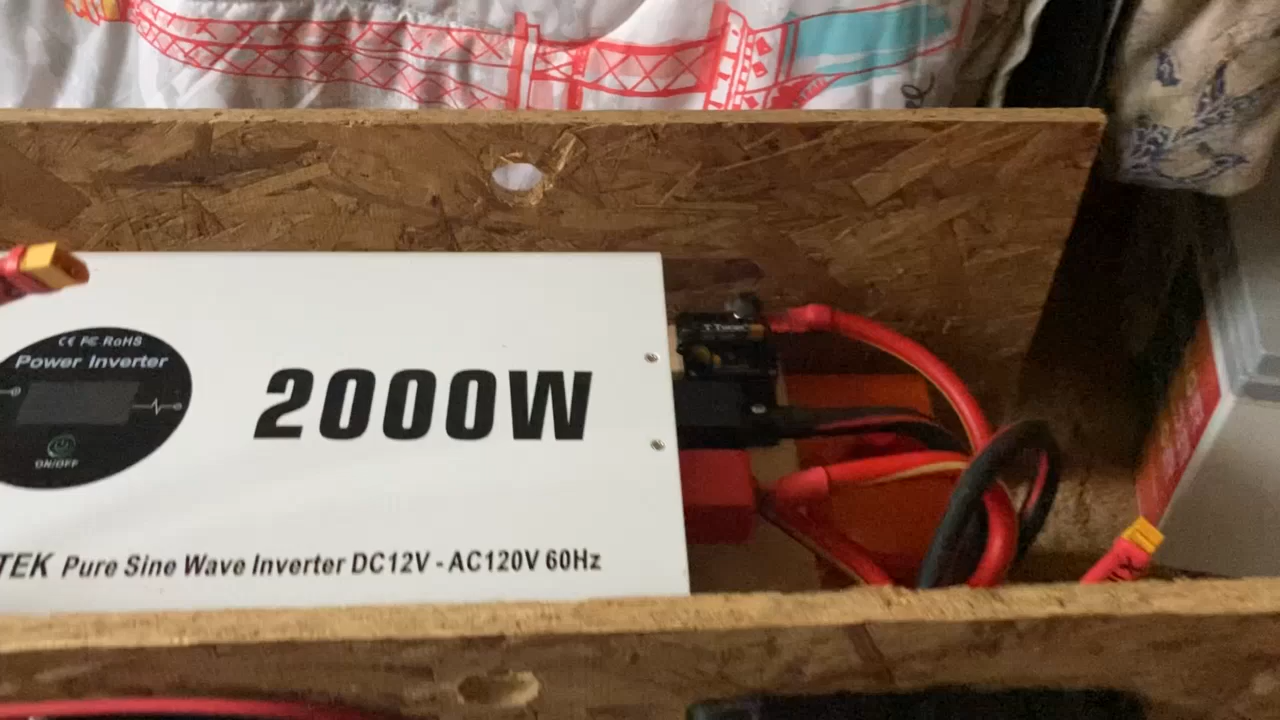 CE FC RoHS
Power Inverter
ON/OFF
2000W
TEK Pure Sine Wave Inverter DC12V - AC120V 60Hz